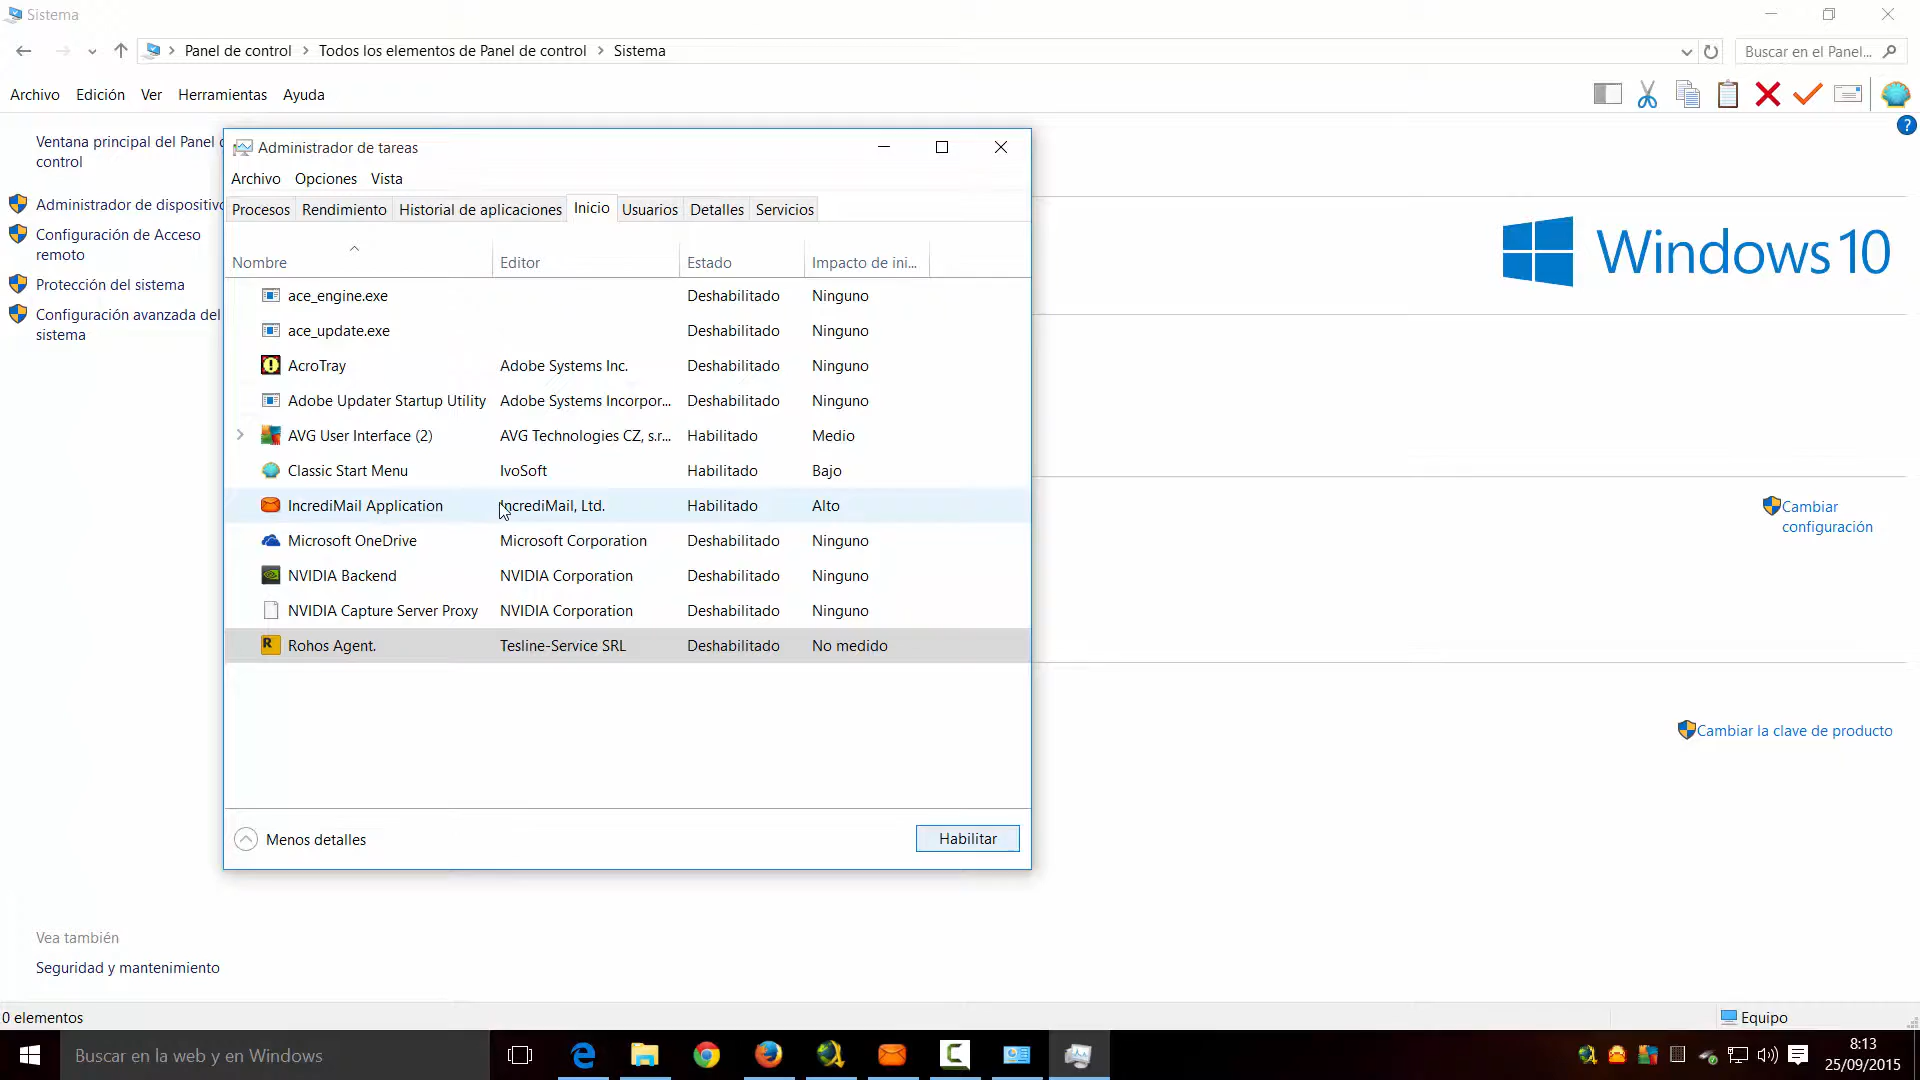 Sistema
Panel de control
Todos los elementos de Panel de control
Sistema
Buscar en el Panel...
Archivo
Edición
Ver
Herramientas
Ayuda
Ventana principal del Panel
control
Administrador de dispositivo
Configuración de Acceso
remoto
Protección del sistema
Configuración avanzada del
sistema
Administrador de tareas
Archivo
Opciones
Vista
Procesos
Rendimiento
Historial de aplicaciones
Inicio
Usuarios
Detalles
Servicios
Nombre Editor Estado Impacto de ini...
ace_engine.exe Deshabilitado Ninguno
ace_update.exe Deshabilitado Ninguno
AcroTray Adobe Systems Inc. Deshabilitado Ninguno
Adobe Updater Startup Utility Adobe Systems Incorpor... Deshabilitado Ninguno
AVG User Interface (2) AVG Technologies CZ, s.r... Habilitado Medio
Classic Start Menu IvoSoft Habilitado Bajo
IncrediMail Application IncrediMail, Ltd. Habilitado Alto
Microsoft OneDrive Microsoft Corporation Deshabilitado Ninguno
NVIDIA Backend NVIDIA Corporation Deshabilitado Ninguno
NVIDIA Capture Server Proxy NVIDIA Corporation Deshabilitado Ninguno
Rohos Agent. Tesline-Service SRL Deshabilitado No medido
Menos detalles
Habilitar
Windows 10
Cambiar
configuración
Cambiar la clave de producto
Vea también
Seguridad y mantenimiento
0 elementos
Equipo
Buscar en la web y en Windows
8:13
25/09/2015